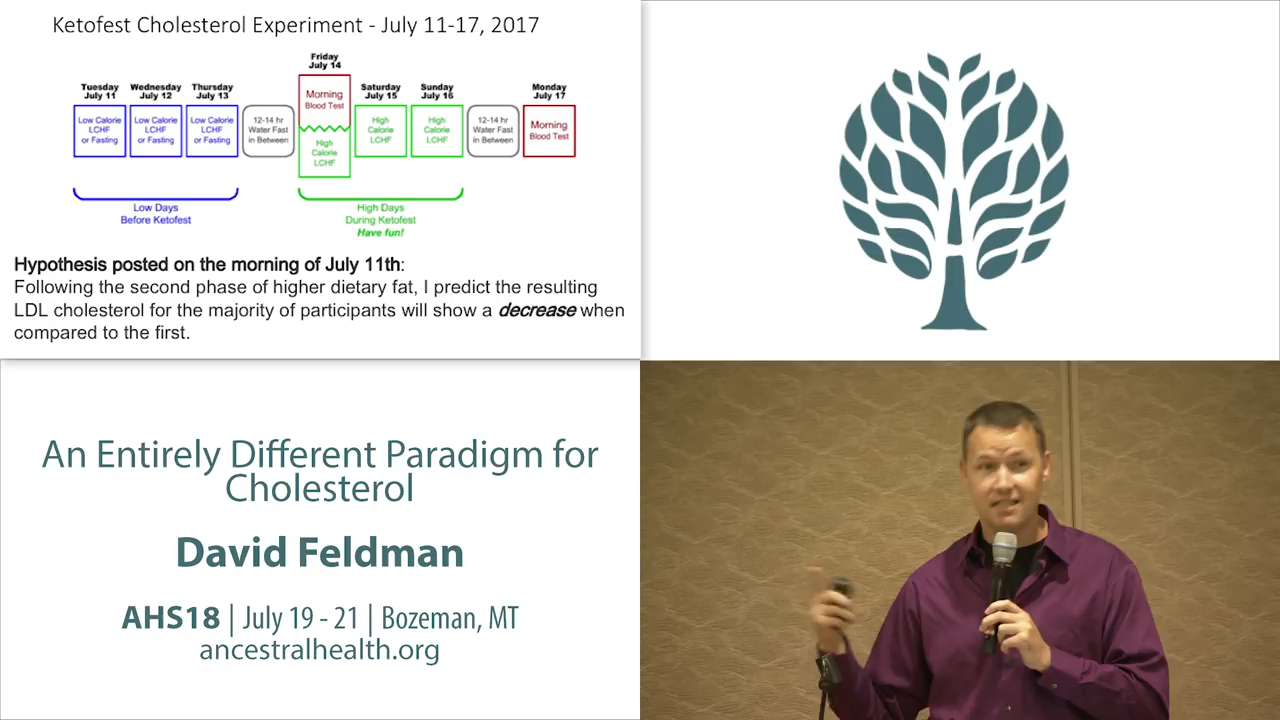 Ketofest Cholesterol Experiment - July 11-17, 2017
Friday
July 14
Tuesday
July 11
Wednesday
July 12
Thursday
July 13
Saturday
July 15
Sunday
July 16
Monday
July 17
Low Calorie
LCHF
or Fasting
Low Calorie
LCHF
or Fasting
Low Calorie
LCHF
or Fasting
12-14 hr
Water Fast
in Between
Morning
Blood Test
High
Calorie
LCHF
High
Calorie
LCHF
High
Calorie
LCHF
12-14 hr
Water Fast
in Between
Morning
Blood Test
Low Days
Before Ketofest
High Days
During Ketofest
Have fun!
Hypothesis posted on the morning of July 11th:
Following the second phase of higher dietary fat, I predict the resulting
LDL cholesterol for the majority of participants will show a decrease when
compared to the first.
An Entirely Different Paradigm for
Cholesterol
David Feldman
AHS18 | July 19 - 21 | Bozeman, MT
ancestralhealth.org